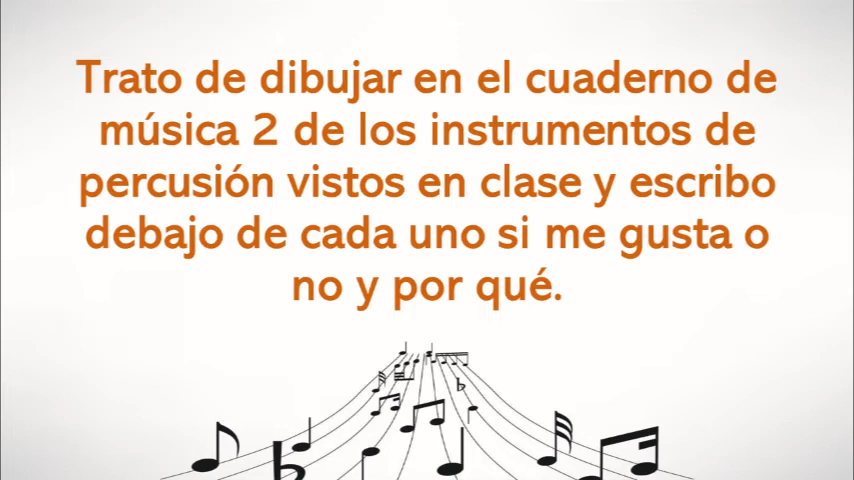 Trato de dibujar en el cuaderno de
música 2 de los instrumentos de
percusión vistos en clase y escribo
debajo de cada uno si me gusta o
no y por qué.